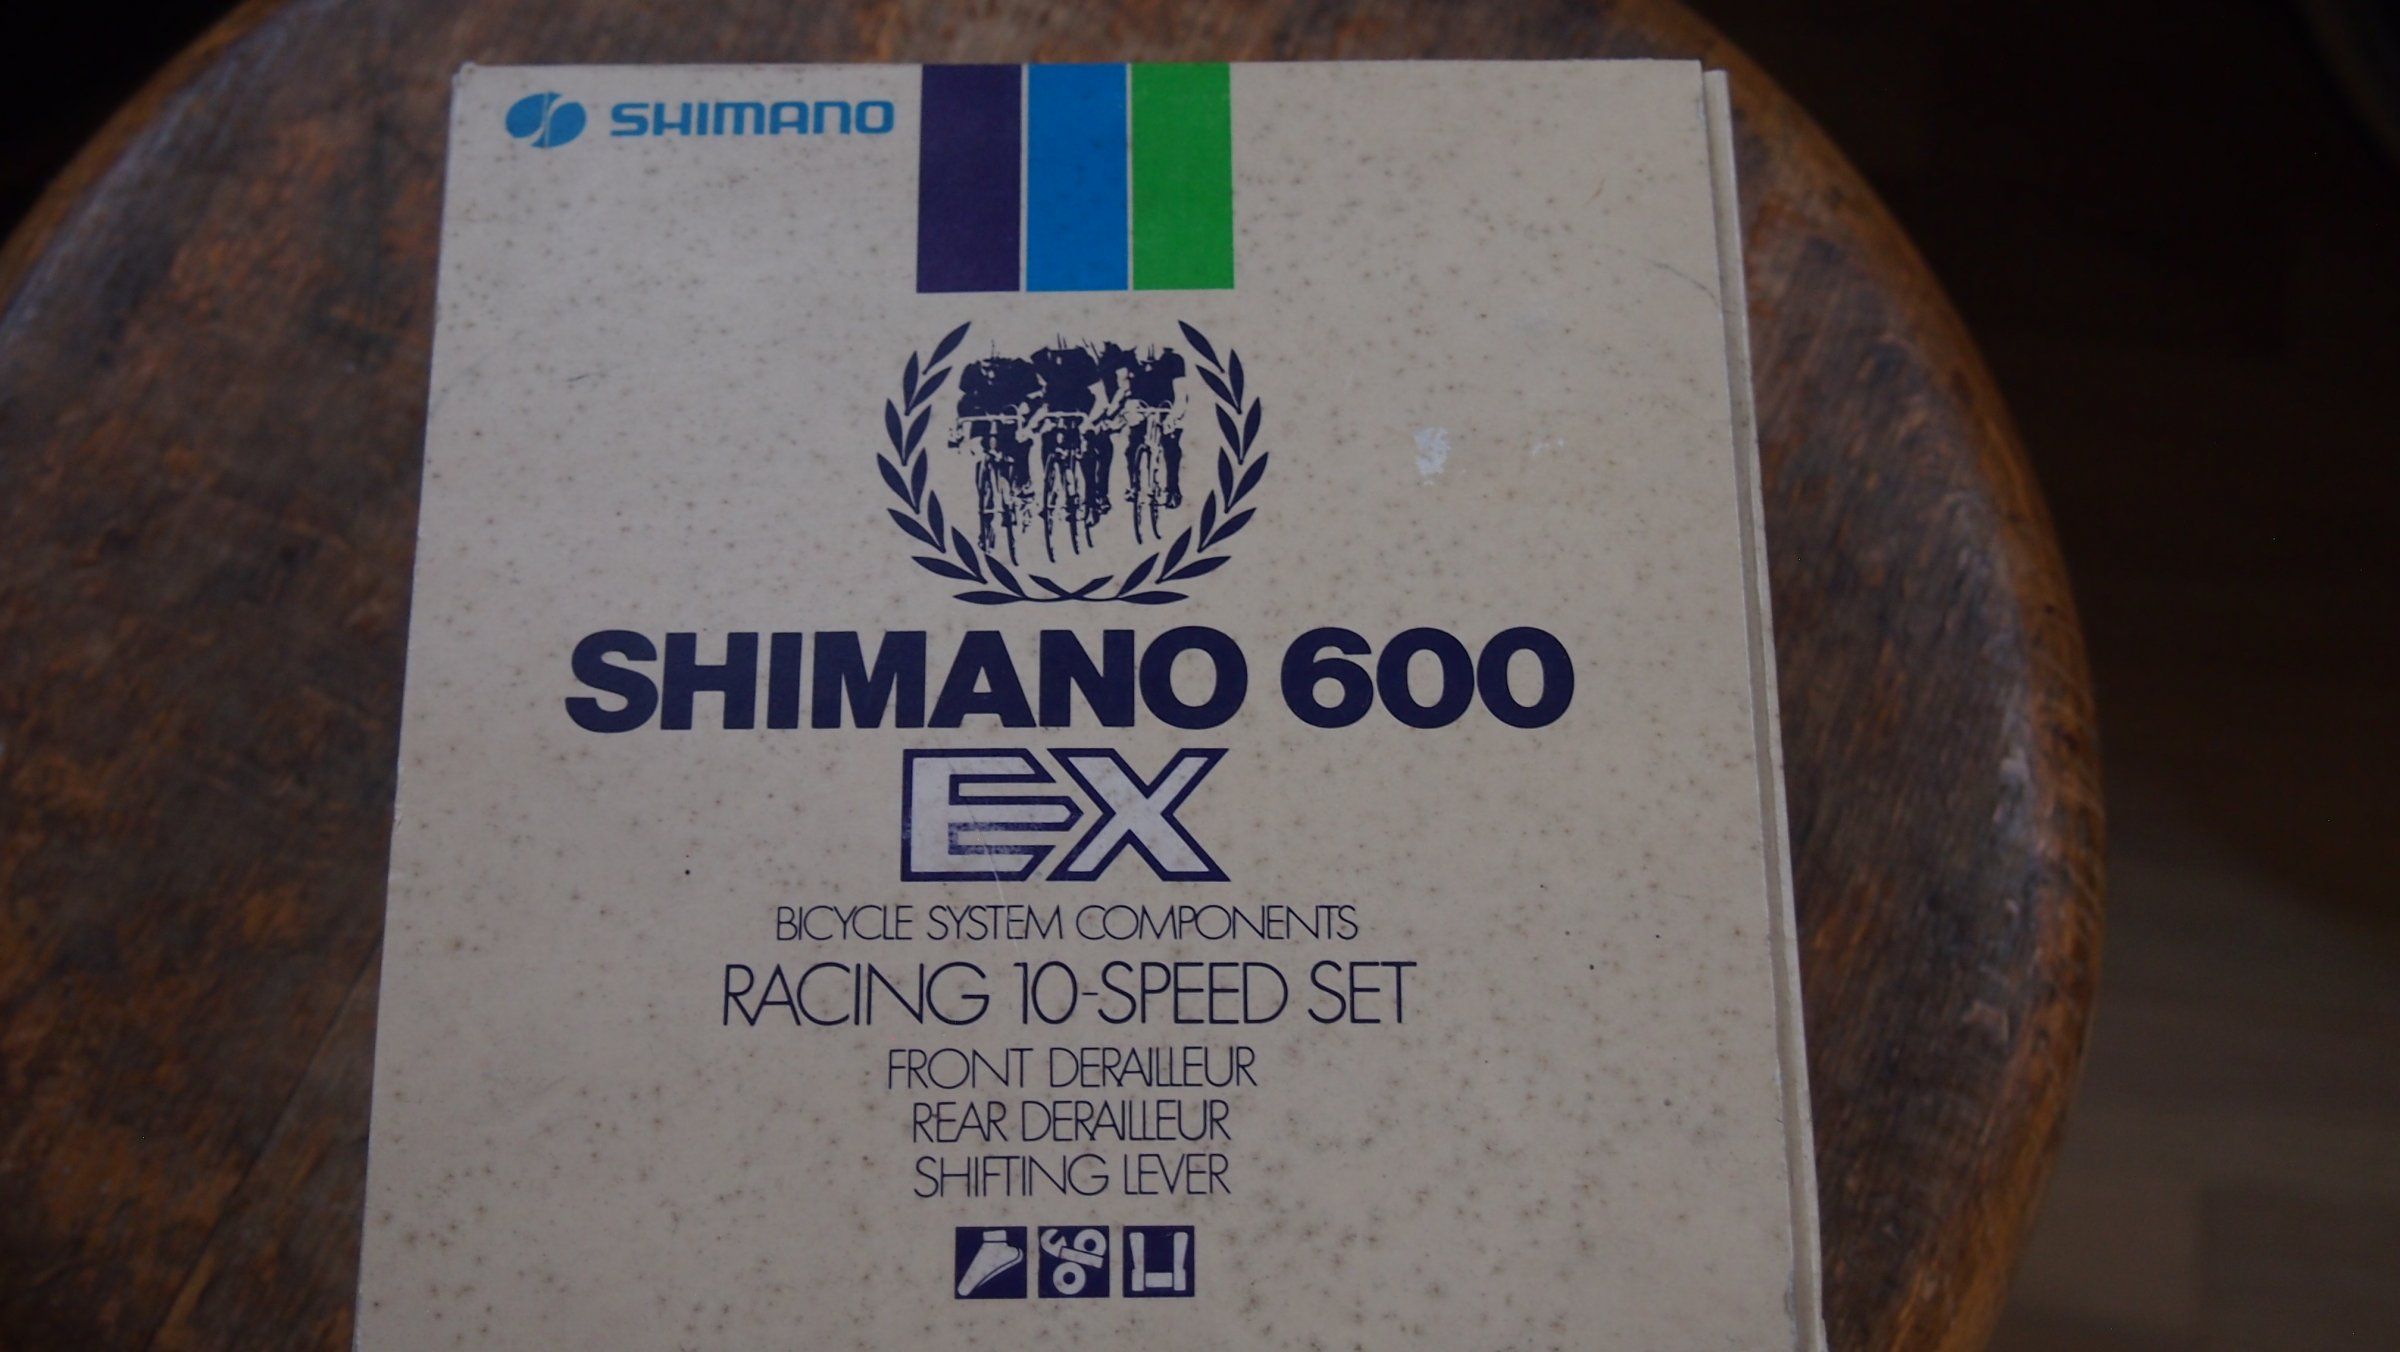 SHIMANO
SHIMANO 600
EX
BICYCLE SYSTEM COMPONENTS
RACING 10-SPEED SET
FRONT DERAILLEUR
REAR DERAILLEUR
SHIFTING LEVER